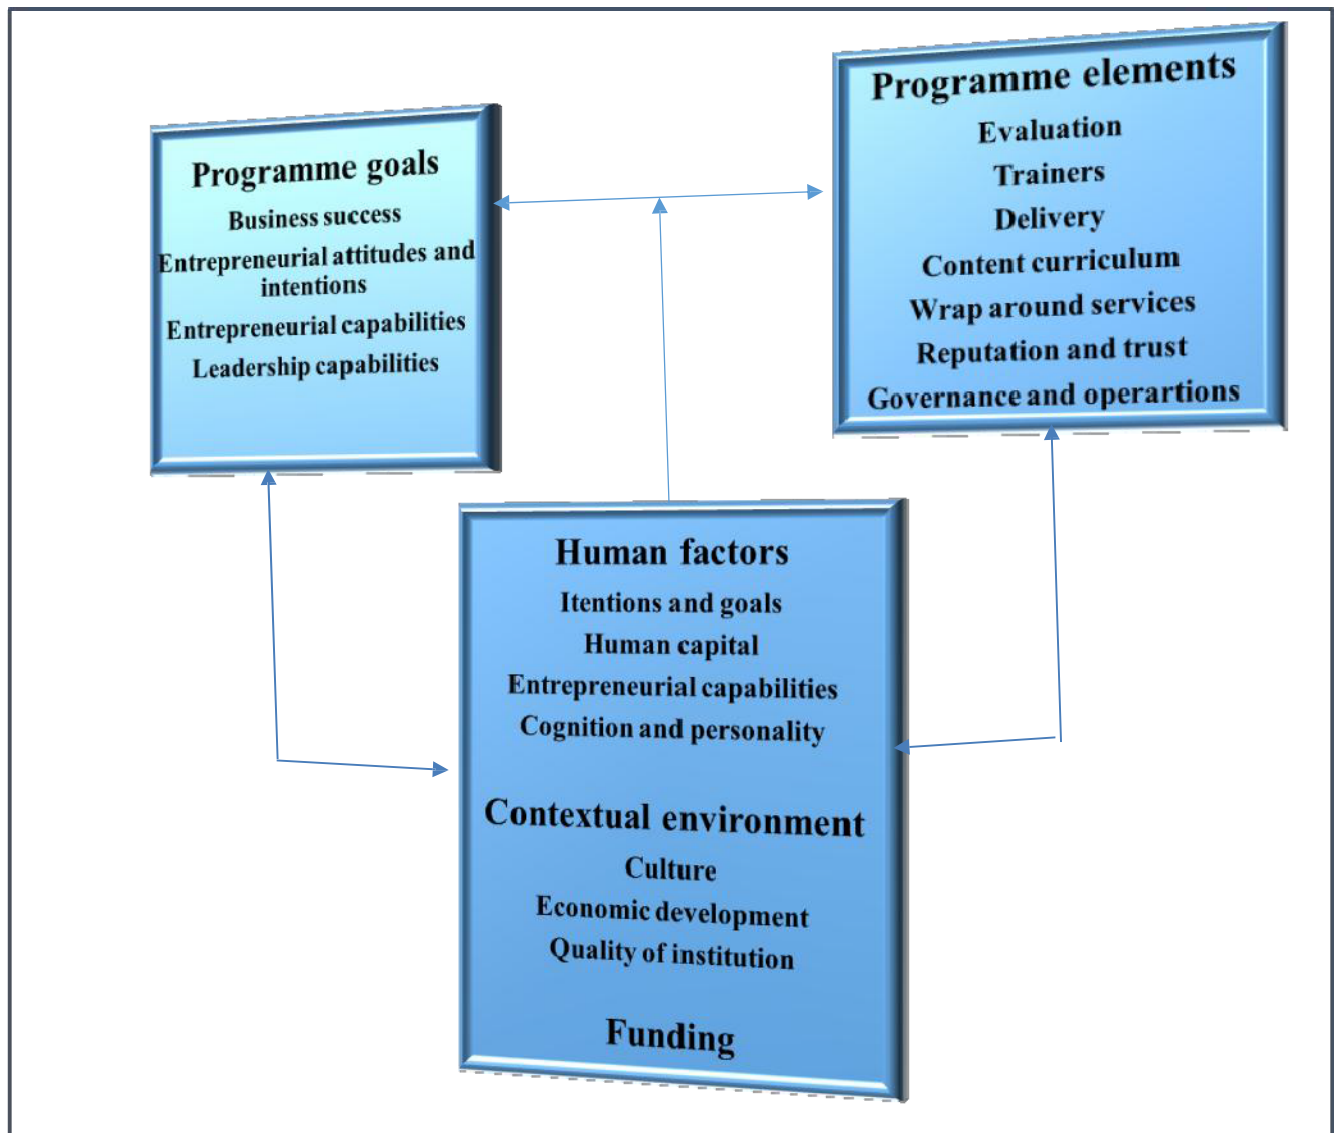 Programme goals
Business success
Entrepreneurial attitudes and
intentions
Entrepreneurial capabilities
Leadership capabilities
Programme elements
Evaluation
Trainers
Delivery
Content curriculum
Wrap around services
Reputation and trust
Governance and operartions
Human factors
Itentions and goals
Human capital
Entrepreneurial capabilities
Cognition and personality
Contextual environment
Culture
Economic development
Quality of institution
Funding